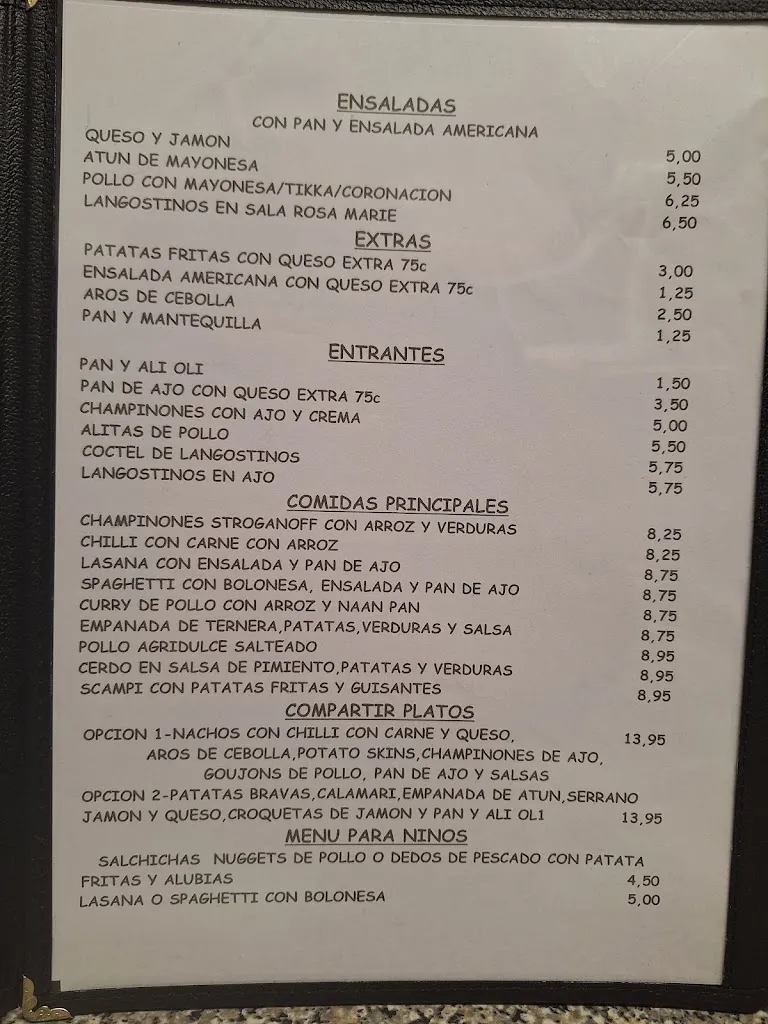 ENSALADAS
CON PAN Y ENSALADA AMERICANA
QUESO Y JAMON 5,00
ATUN DE MAYONESA 5,50
POLLO CON MAYONESA/TIKKA/CORONACION 6,25
LANGOSTINOS EN SALA ROSA MARIE 6,50
EXTRAS
PATATAS FRITAS CON QUESO EXTRA 75c 3,00
ENSALADA AMERICANA CON QUESO EXTRA 75c 1,25
AROS DE CEBOLLA 2,50
PAN Y MANTEQUILLA 1,25
ENTRANTES
PAN Y ALI OLI 1,50
PAN DE AJO CON QUESO EXTRA 75c 3,50
CHAMPINONES CON AJO Y CREMA 5,00
ALITAS DE POLLO 5,50
COCTEL DE LANGOSTINOS 5,75
LANGOSTINOS EN AJO 5,75
COMIDAS PRINCIPALES
CHAMPINONES STROGANOFF CON ARROZ Y VERDURAS 8,25
CHILLI CON CARNE CON ARROZ 8,25
LASANA CON ENSALADA Y PAN DE AJO 8,75
SPAGHETTI CON BOLONESA, ENSALADA Y PAN DE AJO 8,75
CURRY DE POLLO CON ARROZ Y NAAN PAN 8,75
EMPANADA DE TERNERA,PATATAS,VERDURAS Y SALSA 8,75
POLLO AGRIDULCE SALTEADO 8,95
CERDO EN SALSA DE PIMIENTO,PATATAS Y VERDURAS 8,95
SCAMPI CON PATATAS FRITAS Y GUISANTES 8,95
COMPARTIR PLATOS
OPCION 1-NACHOS CON CHILLI CON CARNE Y QUESO, 13,95
AROS DE CEBOLLA,POTATO SKINS,CHAMPINONES DE AJO,
GOUJONS DE POLLO, PAN DE AJO Y SALSAS
OPCION 2-PATATAS BRAVAS,CALAMARI,EMPANADA DE ATUN,SERRANO
JAMON Y QUESO,CROQUETAS DE JAMON Y PAN Y ALI OL1 13,95
MENU PARA NINOS
SALCHICHAS NUGGETS DE POLLO O DEDOS DE PESCADO CON PATATA
FRITAS Y ALUBIAS 4,50
LASANA O SPAGHETTI CON BOLONESA 5,00